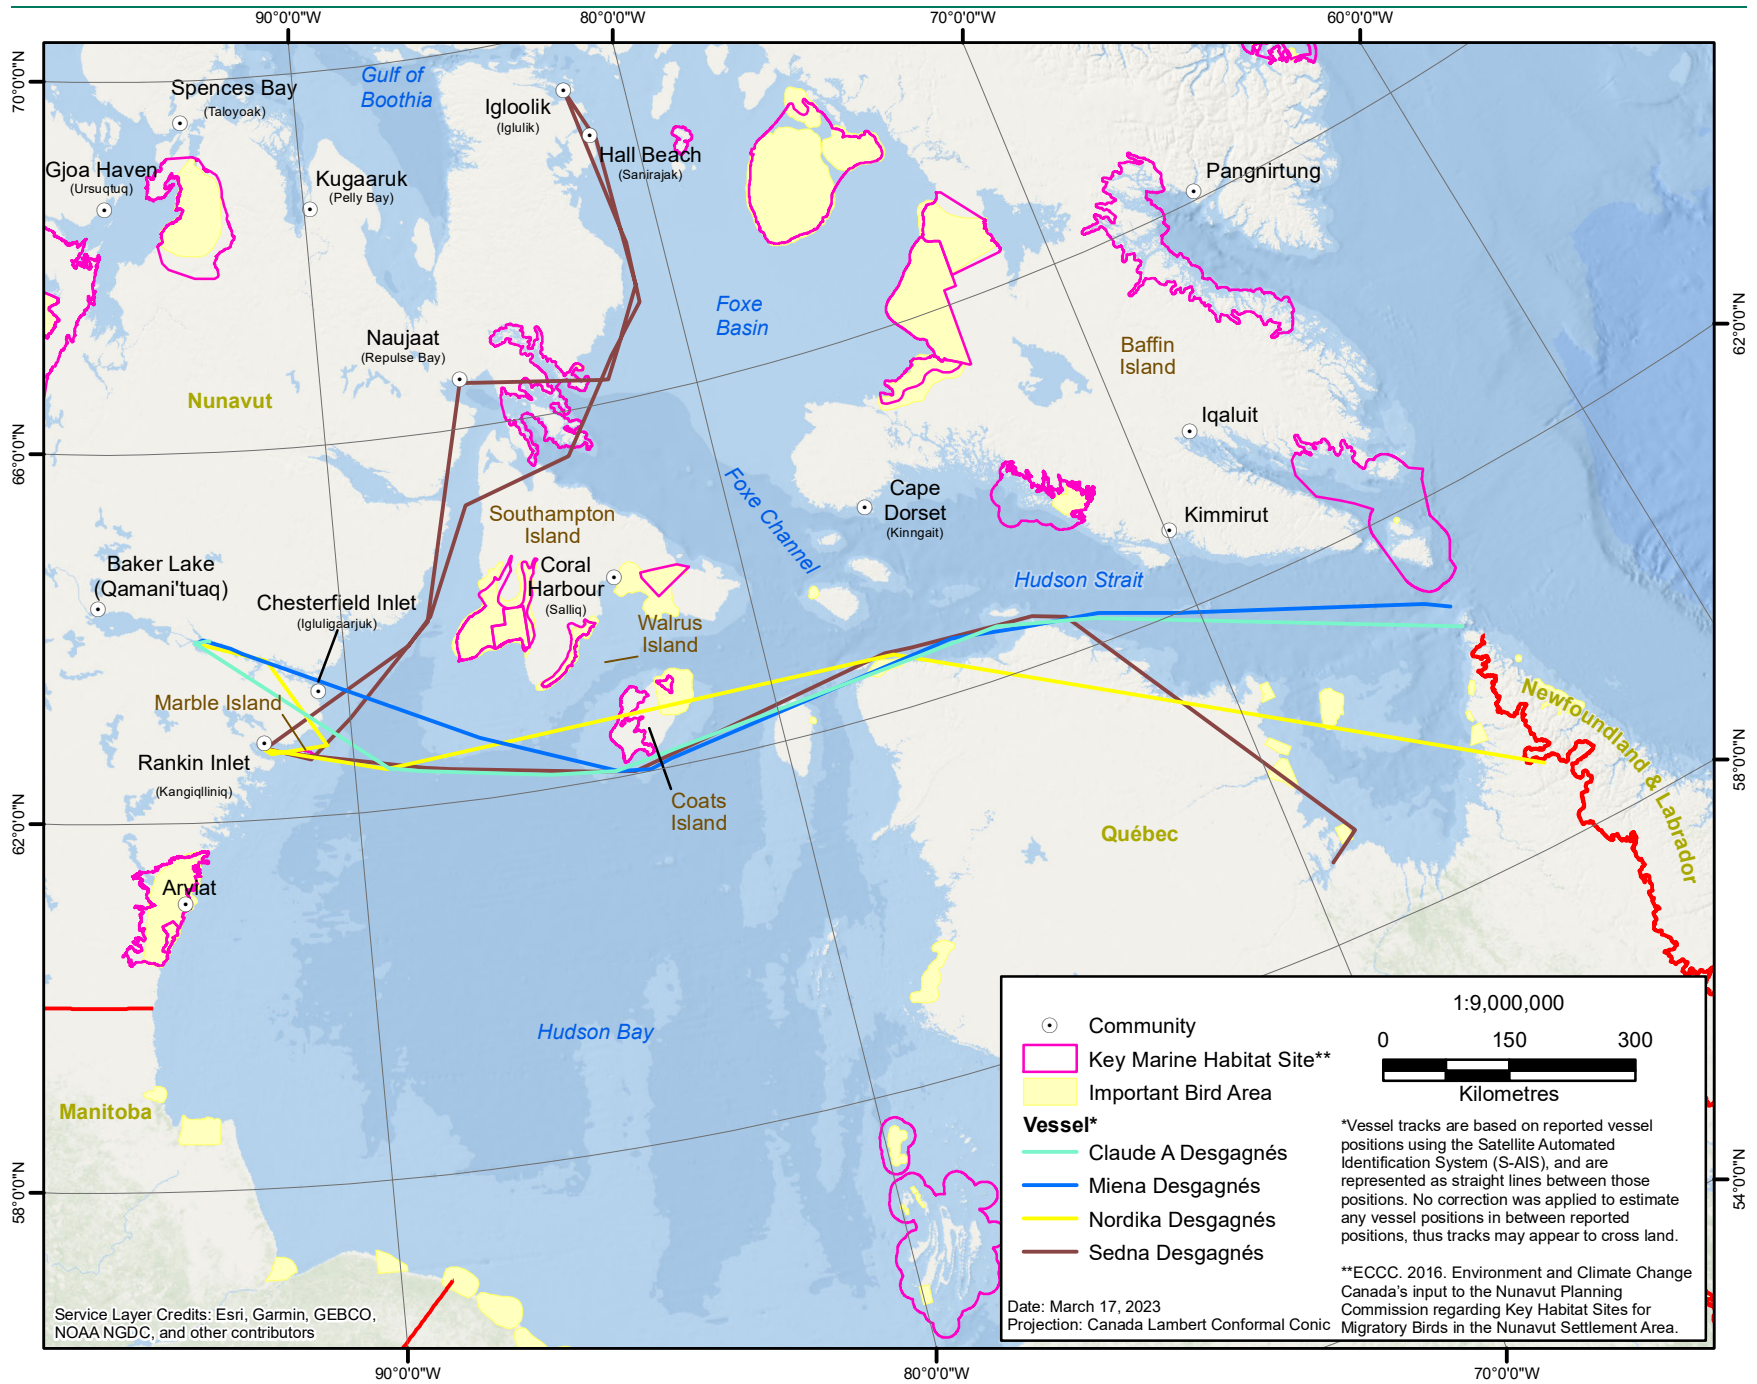 90°0'0"W
80°0'0"W
70°0'0"W
60°0'0"W
70°0'0"N
66°0'0"N
62°0'0"N
58°0'0"N
62°0'0"N
58°0'0"N
54°0'0"N
90°0'0"W
80°0'0"W
70°0'0"W
Gulf of
Boothia
Spences Bay
(Taloyoak)
Igloolik
(Iglulik)
Hall Beach
(Sanirajak)
Gjoa Haven
(Ursuqtuq)
Kugaaruk
(Pelly Bay)
Pangnirtung
Foxe
Basin
Naujaat
(Repulse Bay)
Baffin
Island
Nunavut
Iqaluit
Foxe Channel
Cape
Dorset
(Kinngait)
Kimmirut
Southampton
Island
Coral
Harbour
(Salliq)
Hudson Strait
Baker Lake
(Qamani'tuaq)
Chesterfield Inlet
(Igluligaarjuk)
Walrus
Island
Marble Island
Rankin Inlet
(Kangiqlliniq)
Coats
Island
Québec
Newfoundland & Labrador
Arviat
Hudson Bay
Manitoba
Community
Key Marine Habitat Site**
Important Bird Area
Vessel*
Claude A Desgagnés
Miena Desgagnés
Nordika Desgagnés
Sedna Desgagnés
1:9,000,000
0 150 300
Kilometres
*Vessel tracks are based on reported vessel
positions using the Satellite Automated
Identification System (S-AIS), and are
represented as straight lines between those
positions. No correction was applied to estimate
any vessel positions in between reported
positions, thus tracks may appear to cross land.
**ECCC. 2016. Environment and Climate Change
Canada's input to the Nunavut Planning
Commission regarding Key Habitat Sites for
Migratory Birds in the Nunavut Settlement Area.
Date: March 17, 2023
Projection: Canada Lambert Conformal Conic
Service Layer Credits: Esri, Garmin, GEBCO,
NOAA NGDC, and other contributors